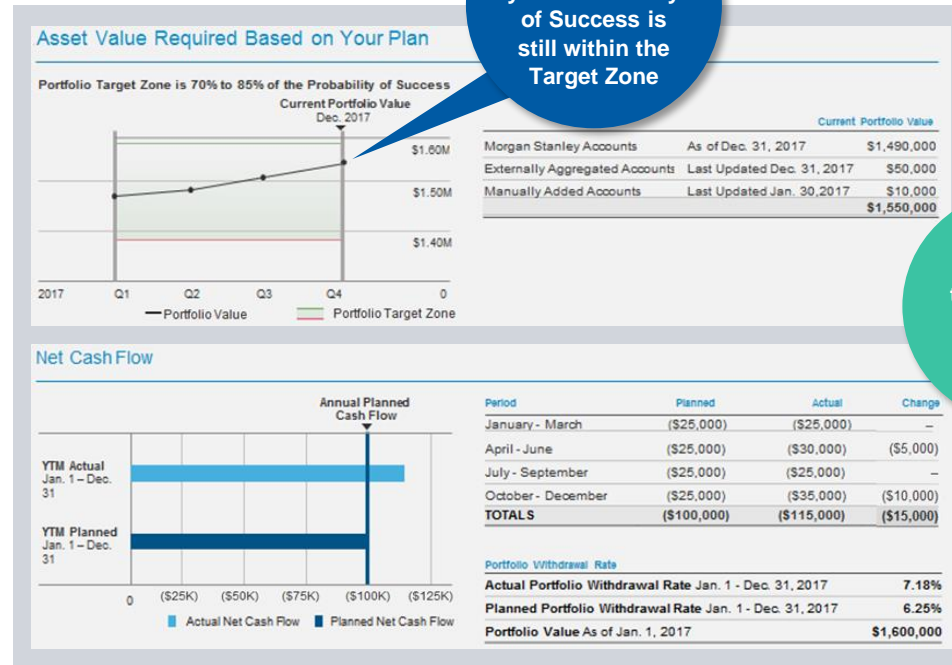 of Success is
still within the
Target Zone
Asset Value Required Based on Your Plan
Portfolio Target Zone is 70% to 85% of the Probability of Success
Current Portfolio Value
Dec. 2017
$1.60M
$1.50M
$1.40M
2017 Q1 Q2 Q3 Q4 0
Portfolio Value Portfolio Target Zone
Current Portfolio Value
Morgan Stanley Accounts As of Dec. 31, 2017 $1,490,000
Externally Aggregated Accounts Last Updated Dec. 31, 2017 $50,000
Manually Added Accounts Last Updated Jan. 30,2017 $10,000
$1,550,000
Net Cash Flow
Annual Planned
Cash Flow
YTM Actual
Jan. 1 – Dec.
31
YTM Planned
Jan. 1 – Dec.
31
0 ($25K) ($50K) ($75K) ($100K) ($125K)
Actual Net Cash Flow Planned Net Cash Flow
Period Planned Actual Change
January - March ($25,000) ($25,000) –
April - June ($25,000) ($30,000) ($5,000)
July - September ($25,000) ($25,000) –
October - December ($25,000) ($35,000) ($10,000)
TOTALS ($100,000) ($115,000) ($15,000)
Portfolio Withdrawal Rate
Actual Portfolio Withdrawal Rate Jan. 1 - Dec. 31, 2017 7.18%
Planned Portfolio Withdrawal Rate Jan. 1 - Dec. 31, 2017 6.25%
Portfolio Value As of Jan. 1, 2017 $1,600,000